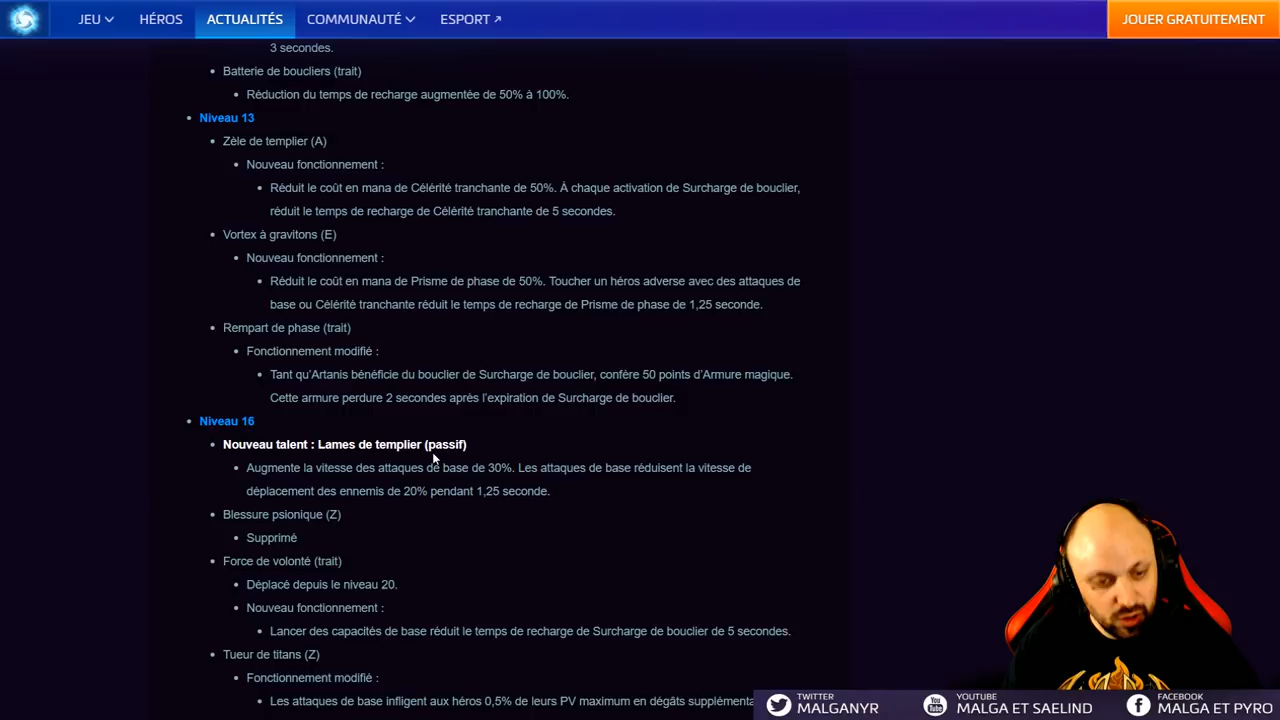 JEU HÉROS ACTUALITÉS COMMUNAUTÉ ESPORT JOUER GRATUITEMENT
3 secondes.
Batterie de boucliers (trait)
Réduction du temps de recharge augmentée de 50% à 100%.
Niveau 13
Zèle de templier (A)
Nouveau fonctionnement :
Réduit le coût en mana de Célérité tranchante de 50%. À chaque activation de Surcharge de bouclier,
réduit le temps de recharge de Célérité tranchante de 5 secondes.
Vortex à gravitons (E)
Nouveau fonctionnement :
Réduit le coût en mana de Prisme de phase de 50%. Toucher un héros adverse avec des attaques de
base ou Célérité tranchante réduit le temps de recharge de Prisme de phase de 1,25 seconde.
Rempart de phase (trait)
Fonctionnement modifié :
Tant qu’Artanis bénéficie du bouclier de Surcharge de bouclier, confère 50 points d’Armure magique.
Cette armure perdure 2 secondes après l’expiration de Surcharge de bouclier.
Niveau 16
Nouveau talent : Lames de templier (passif)
Augmente la vitesse des attaques de base de 30%. Les attaques de base réduisent la vitesse de
déplacement des ennemis de 20% pendant 1,25 seconde.
Blessure psionique (Z)
Supprimé
Force de volonté (trait)
Déplacé depuis le niveau 20.
Nouveau fonctionnement :
Lancer des capacités de base réduit le temps de recharge de Surcharge de bouclier de 5 secondes.
Tueur de titans (Z)
Fonctionnement modifié :
Les attaques de base infligent aux héros 0,5% de leurs PV maximum en dégâts supplémenta
TWITTER
MALGANYR
YOUTUBE
MALGA ET SAELIND
FACEBOOK
MALGA ET PYRO